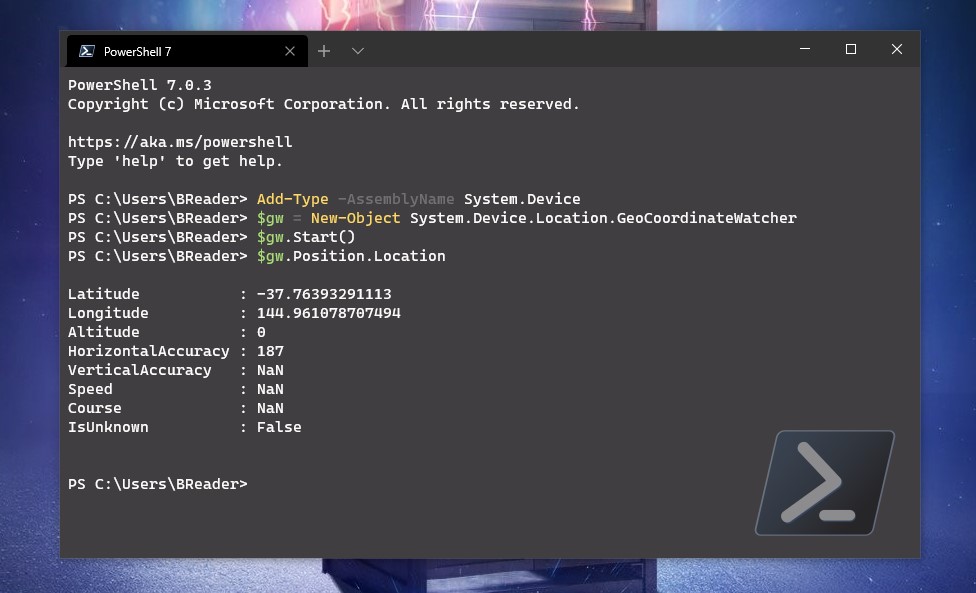 PowerShell 7
PowerShell 7.0.3
Copyright (c) Microsoft Corporation. All rights reserved.
https://aka.ms/powershell
Type 'help' to get help.
PS C:\Users\BReader> Add-Type -AssemblyName System.Device
PS C:\Users\BReader> $gw = New-Object System.Device.Location.GeoCoordinateWatcher
PS C:\Users\BReader> $gw.Start()
PS C:\Users\BReader> $gw.Position.Location
Latitude : -37.76393291113
Longitude : 144.961078707494
Altitude : 0
HorizontalAccuracy : 187
VerticalAccuracy : NaN
Speed : NaN
Course : NaN
IsUnknown : False
PS C:\Users\BReader>